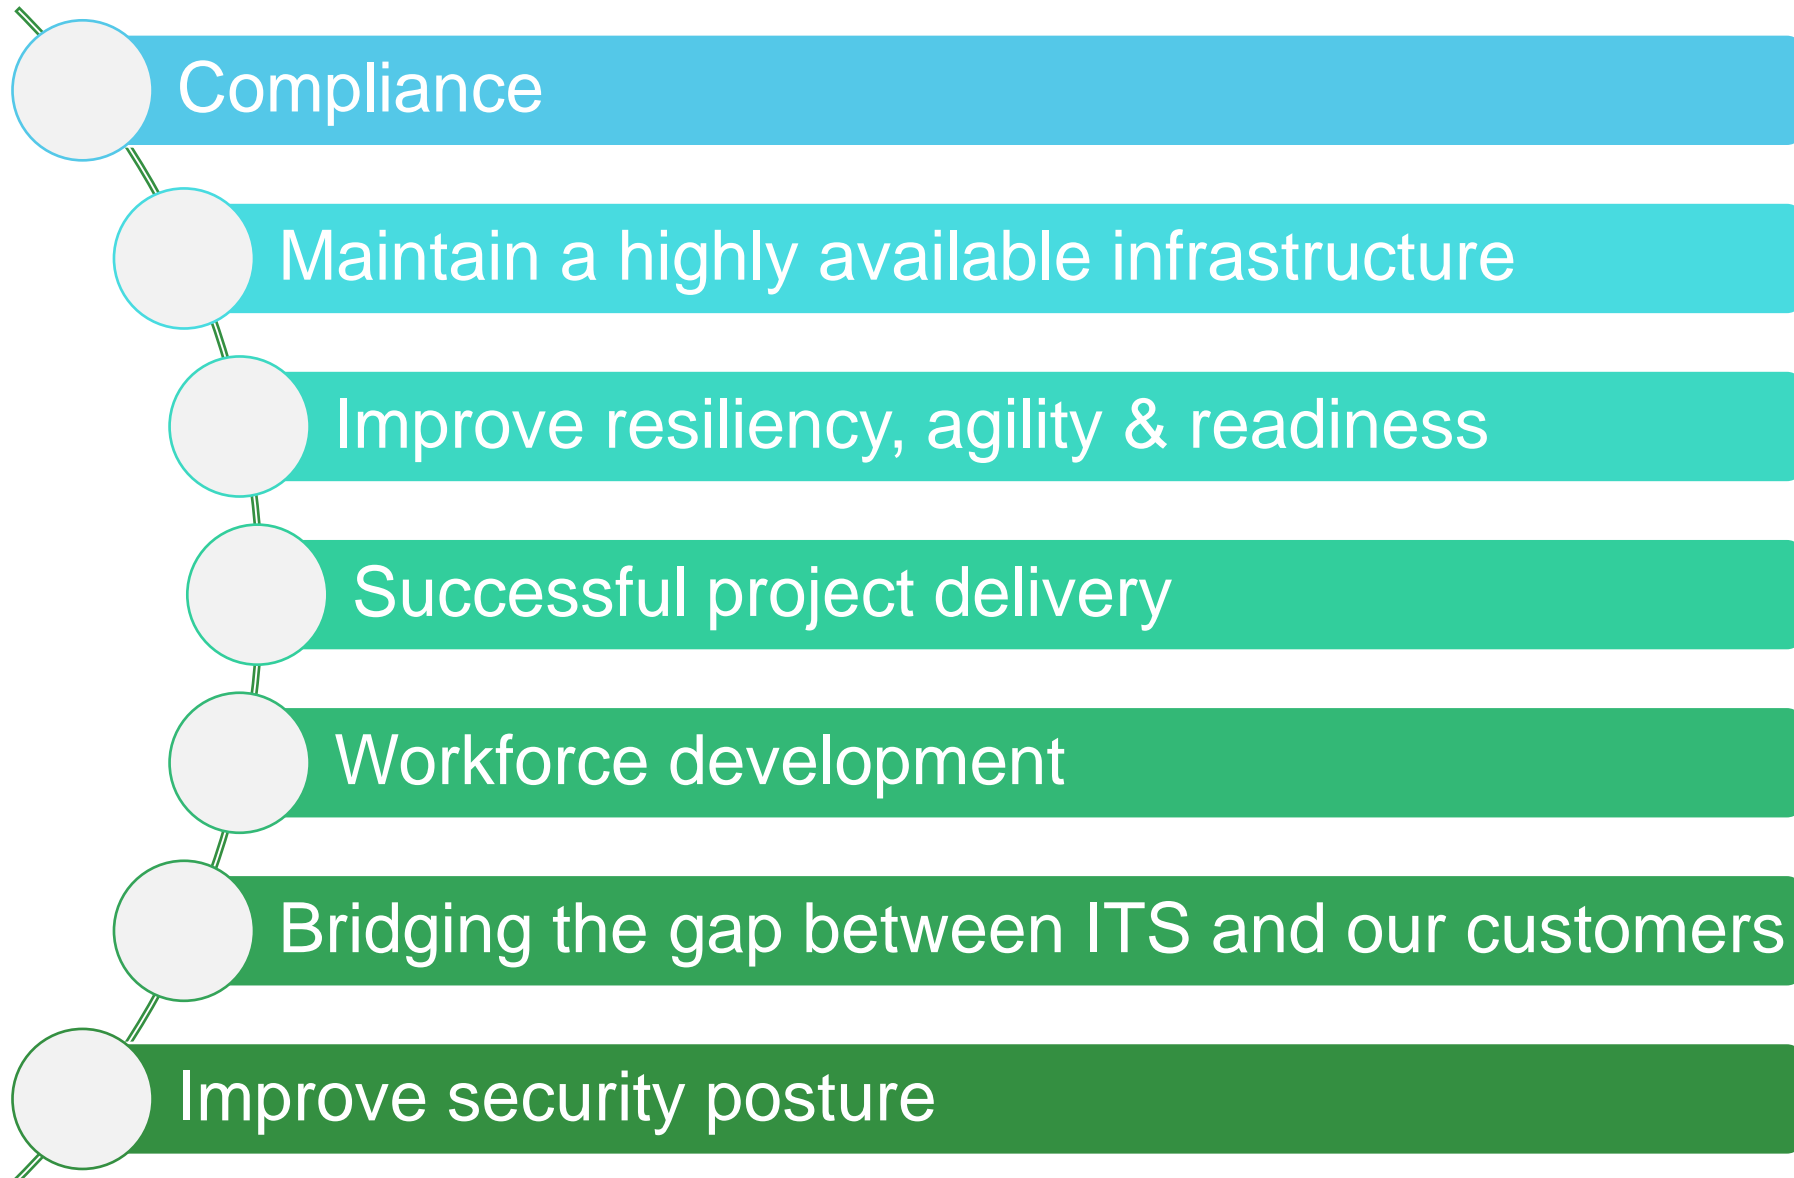 Compliance
Maintain a highly available infrastructure
Improve resiliency, agility & readiness
Successful project delivery
Workforce development
Bridging the gap between ITS and our customers
Improve security posture